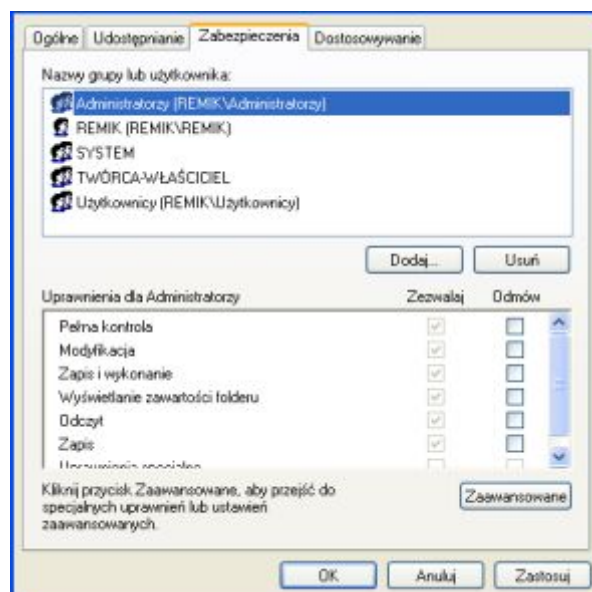 Ogólne Udostępnianie Zabezpieczenia Dostosowywanie
Nazwy grupy lub użytkownika:
Administratorzy (REMIK\Administratorzy)
REMIK (REMIK\REMIK)
SYSTEM
TWÓRCA-WŁAŚCICIEL
Użytkownicy (REMIK\Użytkownicy)
Dodaj... Usuń
Uprawnienia dla Administratorzy Zezwalaj Odmów
Pełna kontrola
Modyfikacja
Zapis i wykonanie
Wyświetlanie zawartości folderu
Odczyt
Zapis
Uprawnienia specjalne
Kliknij przycisk Zaawansowane, aby przejść do
specjalnych uprawnień lub ustawień
zaawansowanych.
Zaawansowane
OK Anuluj Zastosuj